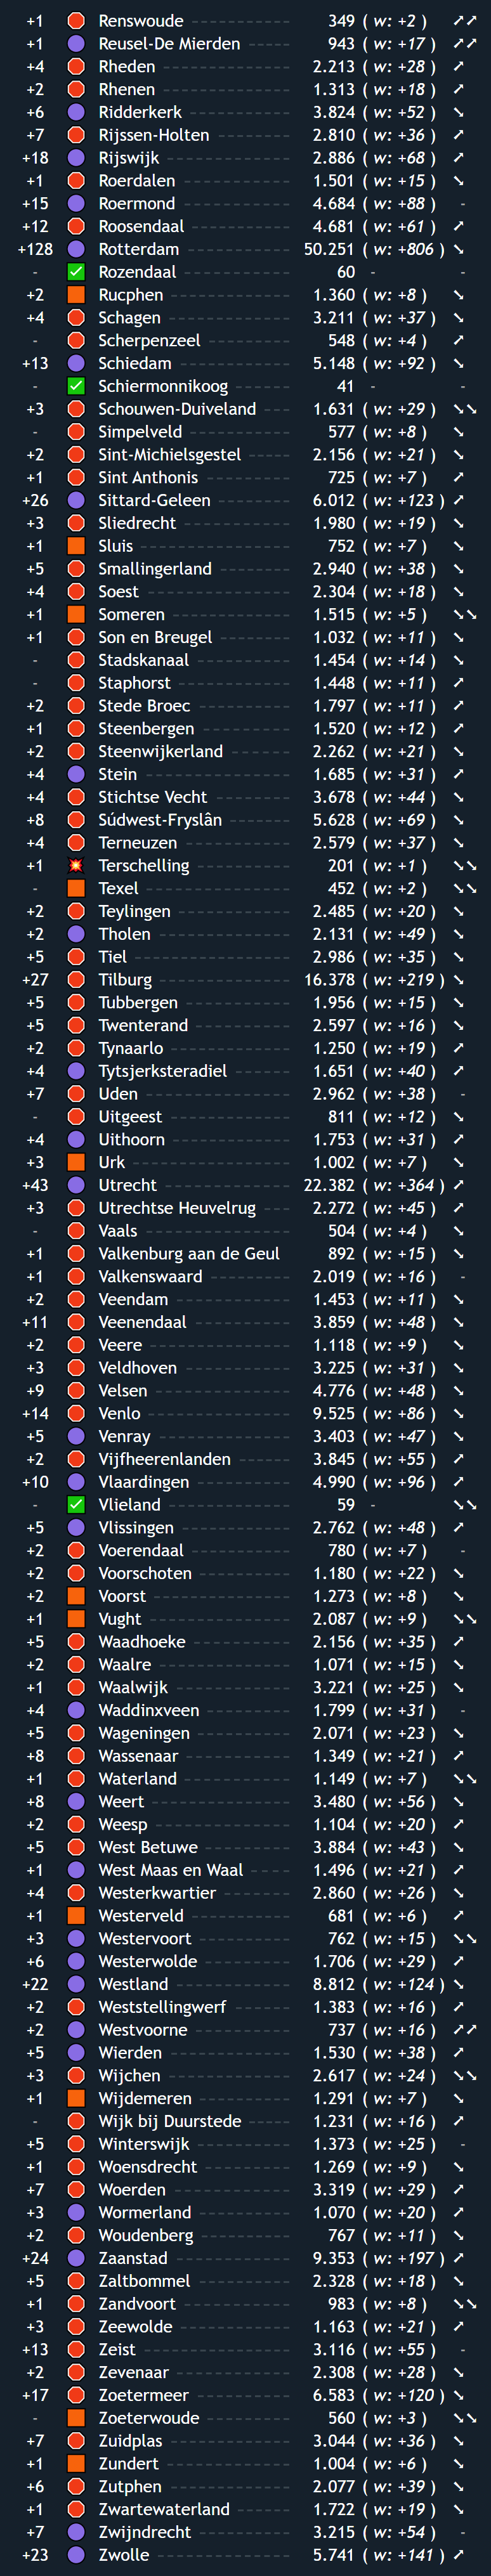 +1 Renswoude ------ 349 ( w: +2 )
+1 Reusel-De Mierden ------ 943 ( w: +17 )
+4 Rheden ------ 2.213 ( w: +28 )
+2 Rhenen ------ 1.313 ( w: +18 )
+6 Ridderkerk ------ 3.824 ( w: +52 )
+7 Rijssen-Holten ------ 2.810 ( w: +36 )
+18 Rijswijk ------ 2.886 ( w: +68 )
+1 Roerdalen ------ 1.501 ( w: +15 )
+15 Roermond ------ 4.684 ( w: +88 ) -
+12 Roosendaal ------ 4.681 ( w: +61 )
+128 Rotterdam ------ 50.251 ( w: +806 )
- Rozendaal ------ 60 - -
+2 Rucphen ------ 1.360 ( w: +8 )
+4 Schagen ------ 3.211 ( w: +37 )
- Scherpenzeel ------ 548 ( w: +4 )
+13 Schiedam ------ 5.148 ( w: +92 )
- Schiermonnikoog ------ 41 - -
+3 Schouwen-Duiveland ------ 1.631 ( w: +29 )
- Simpelveld ------ 577 ( w: +8 )
+2 Sint-Michielsgestel ------ 2.156 ( w: +21 )
+1 Sint Anthonis ------ 725 ( w: +7 )
+26 Sittard-Geleen ------ 6.012 ( w: +123 )
+3 Sliedrecht ------ 1.980 ( w: +19 )
+1 Sluis ------ 752 ( w: +7 )
+5 Smallingerland ------ 2.940 ( w: +38 )
+4 Soest ------ 2.304 ( w: +18 )
+1 Someren ------ 1.515 ( w: +5 )
+1 Son en Breugel ------ 1.032 ( w: +11 )
- Stadskanaal ------ 1.454 ( w: +14 )
- Staphorst ------ 1.448 ( w: +11 )
+2 Stede Broec ------ 1.797 ( w: +11 )
+1 Steenbergen ------ 1.520 ( w: +12 )
+2 Steenwijkerland ------ 2.262 ( w: +21 )
+4 Stein ------ 1.685 ( w: +31 )
+4 Stichtse Vecht ------ 3.678 ( w: +44 )
+8 Súdwest-Fryslân ------ 5.628 ( w: +69 )
+4 Terneuzen ------ 2.579 ( w: +37 )
+1 Terschelling ------ 201 ( w: +1 )
- Texel ------ 452 ( w: +2 )
+2 Teylingen ------ 2.485 ( w: +20 )
+2 Tholen ------ 2.131 ( w: +49 )
+5 Tiel ------ 2.986 ( w: +35 )
+27 Tilburg ------ 16.378 ( w: +219 )
+5 Tubbergen ------ 1.956 ( w: +15 )
+5 Twenterand ------ 2.597 ( w: +16 )
+2 Tynaarlo ------ 1.250 ( w: +19 )
+4 Tytsjerksteradiel ------ 1.651 ( w: +40 )
+7 Uden ------ 2.962 ( w: +38 ) -
- Uitgeest ------ 811 ( w: +12 )
+4 Uithoorn ------ 1.753 ( w: +31 )
+3 Urk ------ 1.002 ( w: +7 )
+43 Utrecht ------ 22.382 ( w: +364 )
+3 Utrechtse Heuvelrug ------ 2.272 ( w: +45 )
- Vaals ------ 504 ( w: +4 )
+1 Valkenburg aan de Geul 892 ( w: +15 )
+1 Valkenswaard ------ 2.019 ( w: +16 ) -
+2 Veendam ------ 1.453 ( w: +11 )
+11 Veenendaal ------ 3.859 ( w: +48 )
+2 Veere ------ 1.118 ( w: +9 )
+3 Veldhoven ------ 3.225 ( w: +31 )
+9 Velsen ------ 4.776 ( w: +48 )
+14 Venlo ------ 9.525 ( w: +86 )
+5 Venray ------ 3.403 ( w: +47 )
+2 Vijfheerenlanden ------ 3.845 ( w: +55 )
+10 Vlaardingen ------ 4.990 ( w: +96 )
- Vlieland ------ 59 -
+5 Vlissingen ------ 2.762 ( w: +48 )
+2 Voerendaal ------ 780 ( w: +7 ) -
+2 Voorschoten ------ 1.180 ( w: +22 )
+2 Voorst ------ 1.273 ( w: +8 )
+1 Vught ------ 2.087 ( w: +9 )
+5 Waadhoeke ------ 2.156 ( w: +35 )
+2 Waalre ------ 1.071 ( w: +15 )
+1 Waalwijk ------ 3.221 ( w: +25 )
+4 Waddinxveen ------ 1.799 ( w: +31 ) -
+5 Wageningen ------ 2.071 ( w: +23 )
+8 Wassenaar ------ 1.349 ( w: +21 )
+1 Waterland ------ 1.149 ( w: +7 )
+8 Weert ------ 3.480 ( w: +56 )
+2 Weesp ------ 1.104 ( w: +20 )
+5 West Betuwe ------ 3.884 ( w: +43 )
+1 West Maas en Waal ------ 1.496 ( w: +21 )
+4 Westerkwartier ------ 2.860 ( w: +26 )
+1 Westerveld ------ 681 ( w: +6 )
+3 Westervoort ------ 762 ( w: +15 )
+6 Westerwolde ------ 1.706 ( w: +29 )
+22 Westland ------ 8.812 ( w: +124 )
+2 Weststellingwerf ------ 1.383 ( w: +16 )
+2 Westvoorne ------ 737 ( w: +16 )
+5 Wierden ------ 1.530 ( w: +38 )
+3 Wijchen ------ 2.617 ( w: +24 )
+1 Wijdemeren ------ 1.291 ( w: +7 )
- Wijk bij Duurstede ------ 1.231 ( w: +16 )
+5 Winterswijk ------ 1.373 ( w: +25 ) -
+1 Woensdrecht ------ 1.269 ( w: +9 )
+7 Woerden ------ 3.319 ( w: +29 )
+3 Wormerland ------ 1.070 ( w: +20 )
+2 Woudenberg ------ 767 ( w: +11 )
+24 Zaanstad ------ 9.353 ( w: +197 )
+5 Zaltbommel ------ 2.328 ( w: +18 )
+1 Zandvoort ------ 983 ( w: +8 )
+3 Zeewolde ------ 1.163 ( w: +21 )
+13 Zeist ------ 3.116 ( w: +55 ) -
+2 Zevenaar ------ 2.308 ( w: +28 )
+17 Zoetermeer ------ 6.583 ( w: +120 )
- Zoeterwoude ------ 560 ( w: +3 )
+7 Zuidplas ------ 3.044 ( w: +36 )
+1 Zundert ------ 1.004 ( w: +6 )
+6 Zutphen ------ 2.077 ( w: +39 )
+1 Zwartewaterland ------ 1.722 ( w: +19 )
+7 Zwijndrecht ------ 3.215 ( w: +54 ) -
+23 Zwolle ------ 5.741 ( w: +141 )